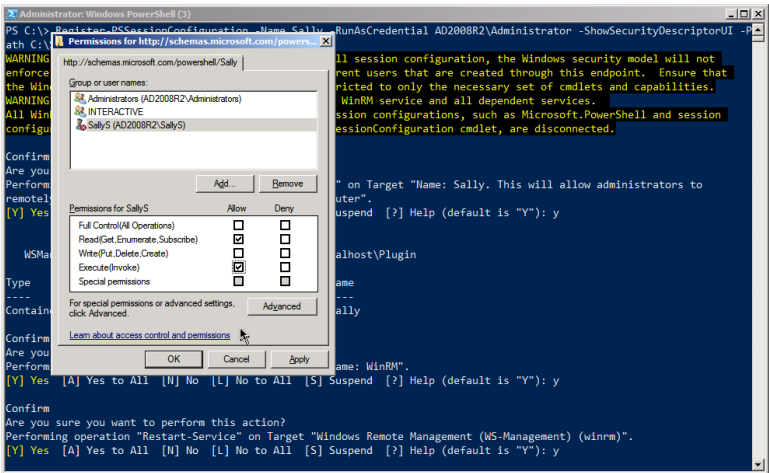 Administrator: Windows PowerShell (3)
PS C:\> Register-PSSessionConfiguration -Name Sally -RunAsCredential AD2008R2\Administrator -ShowSecurityDescriptorUI -P
ath C:\
WARNING
ll session configuration, the Windows security model will not
enforce
rent users that are created through this endpoint. Ensure that
the Win
ricted to only the necessary set of cmdlets and capabilities.
WARNING
WinRM service and all dependent services.
All Win
ssion configurations, such as Microsoft.PowerShell and session
configu
essionConfiguration cmdlet, are disconnected.
Confirm
Are you
Perform
" on Target "Name: Sally. This will allow administrators to
remotel
uter".
[Y] Yes
uspend [?] Help (default is "Y"): y
WSMa
alhost\Plugin
Type
ame
----
---
Contain
ally
Confirm
Are you
Perform
ame: WinRM".
[Y] Yes [A] Yes to All [N] No [L] No to All [S] Suspend [?] Help (default is "Y"): y
Confirm
Are you sure you want to perform this action?
Performing operation "Restart-Service" on Target "Windows Remote Management (WS-Management) (winrm)".
[Y] Yes [A] Yes to All [N] No [L] No to All [S] Suspend [?] Help (default is "Y"): y
Permissions for http://schemas.microsoft.com/powers...
http://schemas.microsoft.com/powershell/Sally
Group or user names:
Administrators (AD2008R2\Administrators)
INTERACTIVE
SallyS (AD2008R2\SallyS)
Add... Remove
Permissions for SallyS Allow Deny
Full Control(All Operations)
Read(Get,Enumerate,Subscribe)
Write(Put,Delete,Create)
Execute(Invoke)
Special permissions
For special permissions or advanced settings,
click Advanced.
Advanced
Learn about access control and permissions
OK Cancel Apply